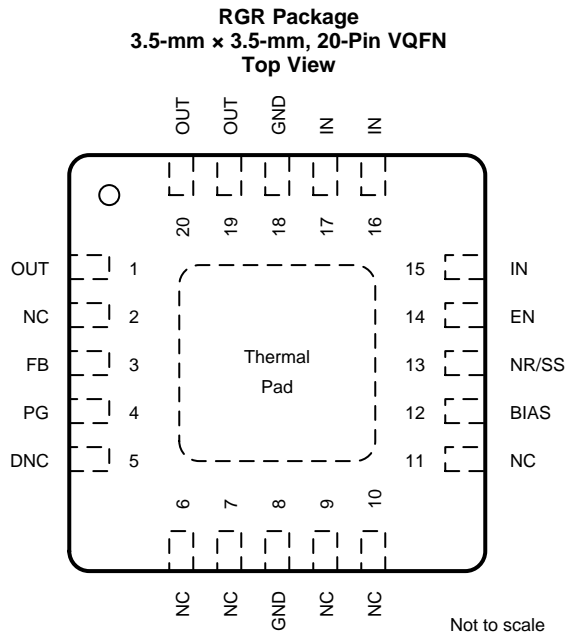 RGR Package
3.5-mm × 3.5-mm, 20-Pin VQFN
Top View
OUT
OUT
GND
IN
IN
20
19
18
17
16
OUT
1
15
IN
NC
2
14
EN
FB
3
13
NR/SS
PG
4
12
BIAS
DNC
5
11
NC
Thermal
Pad
6
7
8
9
10
NC
NC
GND
NC
NC
Not to scale